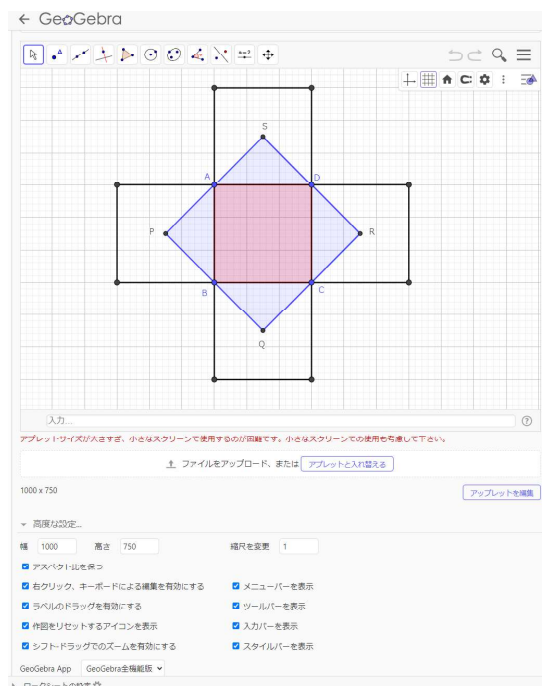 ← GeoGebra
S
A
D
P
R
B
C
Q
入力...
アプレットサイズが大きすぎ、小さなスクリーンで使用するのが困難です。小さなスクリーンでの使用も考慮して下さい。
ファイルをアップロード、または アプレットと入れ替える
1000 x 750
アップレットを編集
高度な設定...
幅 1000 高さ 750 縮尺を変更 1
アスペクト比を保つ
右クリック、キーボードによる編集を有効にする メニューバーを表示
ラベルのドラッグを有効にする ツールバーを表示
作図をリセットするアイコンを表示 入力バーを表示
シフト-ドラッグでのズームを有効にする スタイルバーを表示
GeoGebra App GeoGebra全機能版
ワークシートの設定